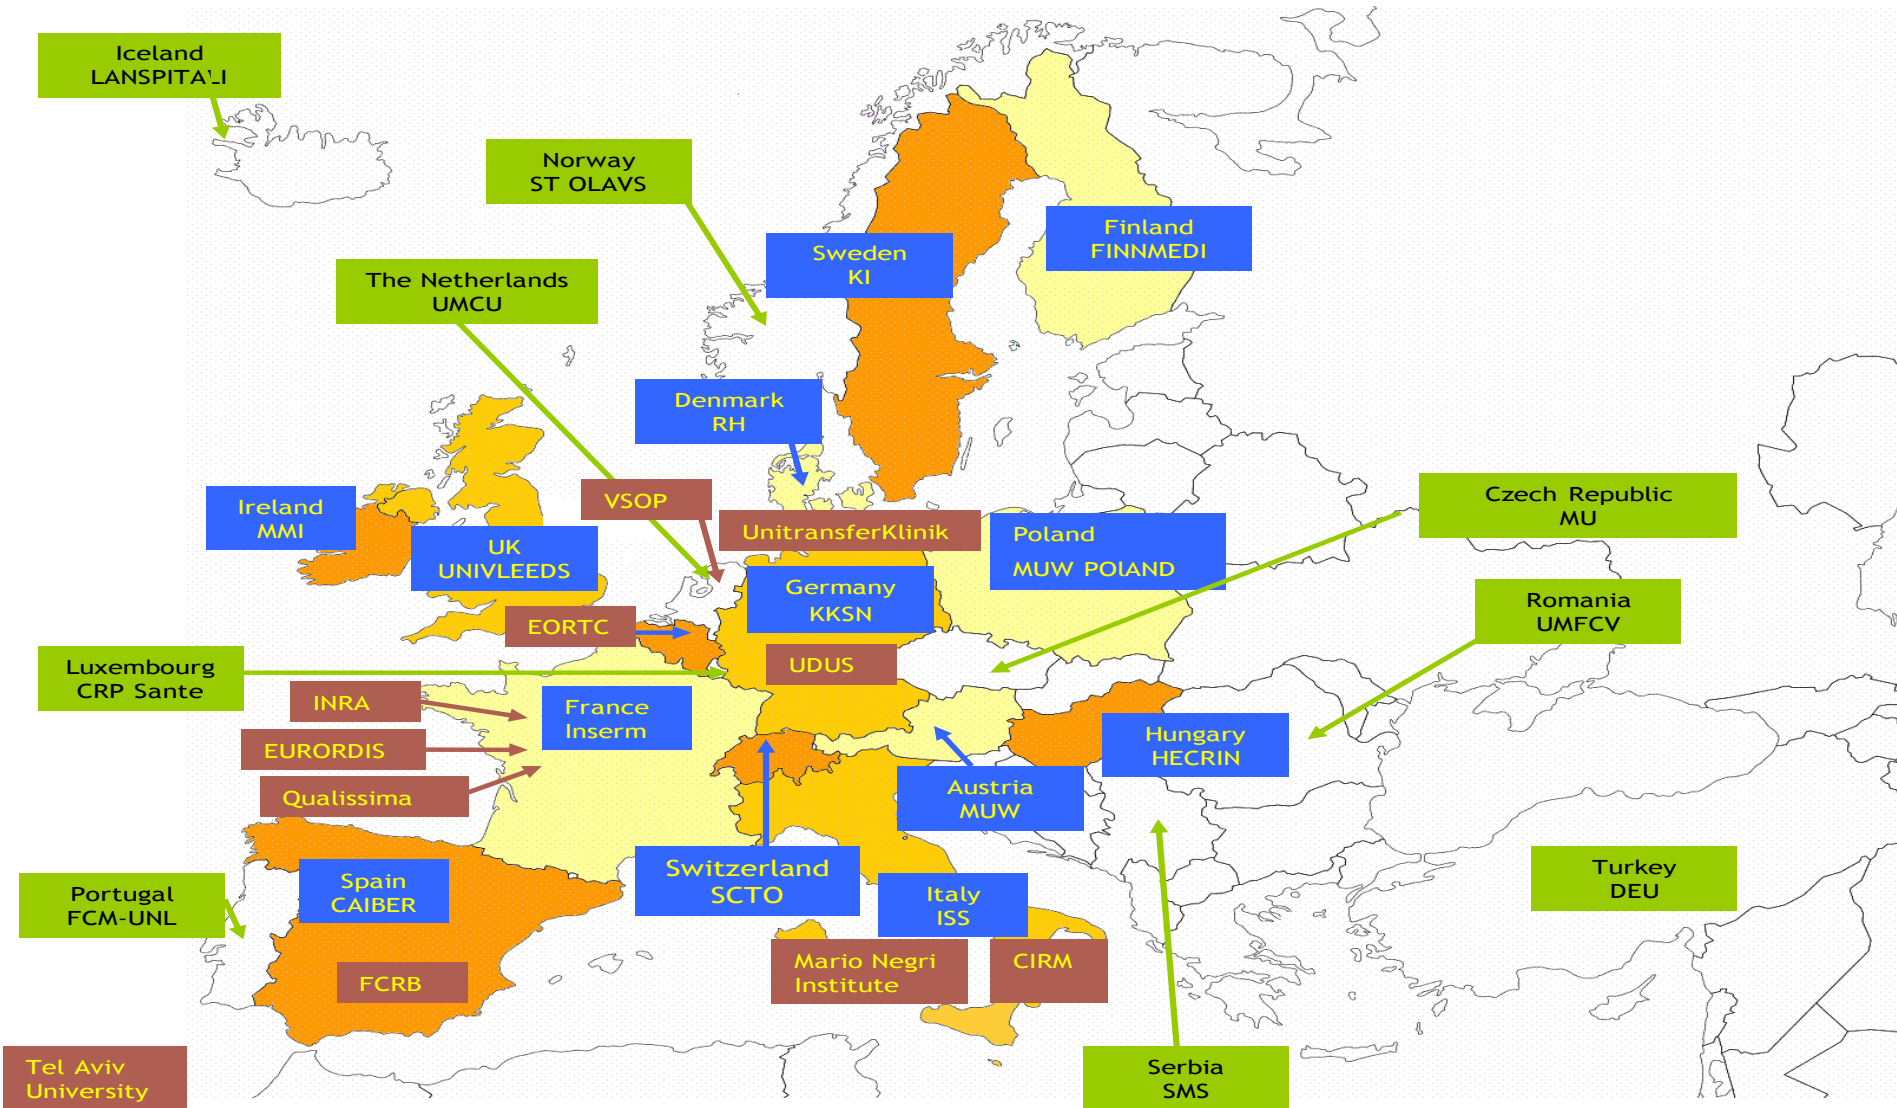 Iceland
LANSPITALI
Norway
ST OLAVS
Finland
FINNMEDI
Sweden
KI
The Netherlands
UMCU
Denmark
RH
VSOP
Czech Republic
MU
Ireland
MMI
UnitransferKlinik
Poland
MUW POlAND
UK
UNIVLEEDS
Germany
KKSN
Romania
UMFCV
EORTC
Luxembourg
CRP Sante
UDUS
INRA
France
Inserm
EURORDIS
Hungary
HECRIN
Qualissima
Austria
MUW
Switzerland
SCTO
Turkey
DEU
Portugal
FCM-UNL
Spain
CAIBER
Italy
ISS
Mario Negri
Institute
CIRM
FCRB
Tel Aviv
University
Serbia
SMS